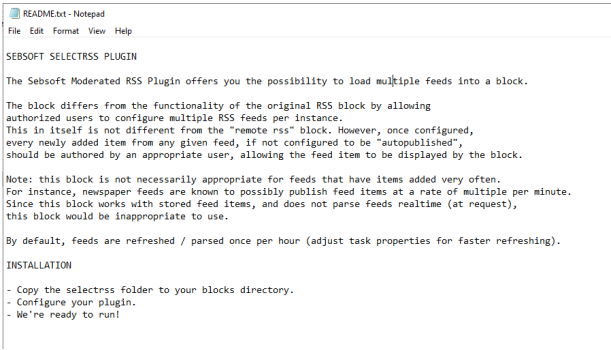 README.txt - Notepad
File Edit Format View Help
SEBSOFT SELECTRSS PLUGIN
The Sebsoft Moderated RSS Plugin offers you the possibility to load multiple feeds into a block.
The block differs from the functionality of the original RSS block by allowing
authorized users to configure multiple RSS feeds per instance.
This in itself is not different from the "remote rss" block. However, once configured,
every newly added item from any given feed, if not configured to be "autopublished",
should be authored by an appropriate user, allowing the feed item to be displayed by the block.
Note: this block is not necessarily appropriate for feeds that have items added very often.
For instance, newspaper feeds are known to possibly publish feed items at a rate of multiple per minute.
Since this block works with stored feed items, and does not parse feeds realtime (at request),
this block would be inappropriate to use.
By default, feeds are refreshed / parsed once per hour (adjust task properties for faster refreshing).
INSTALLATION
- Copy the selectrss folder to your blocks directory.
- Configure your plugin.
- We're ready to run!